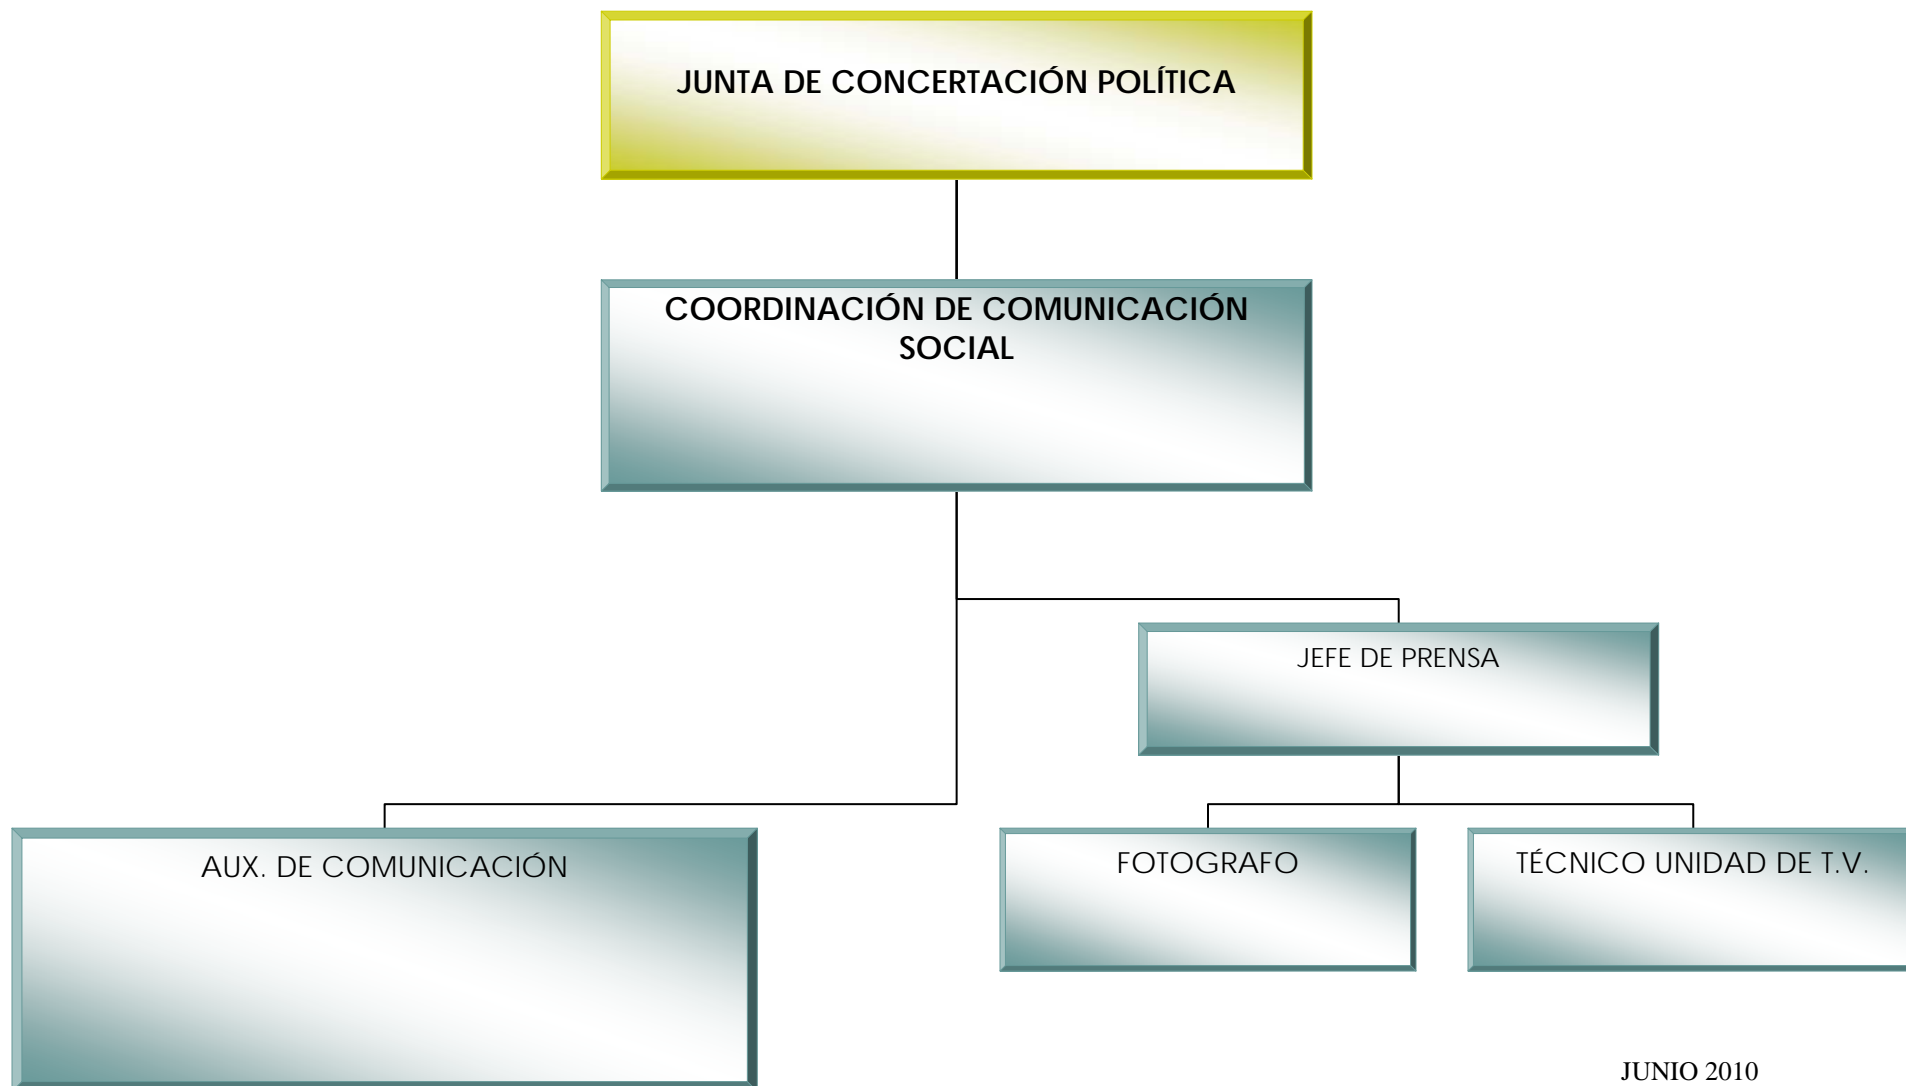 JUNTA DE CONCERTACIÓN POLÍTICA
COORDINACIÓN DE COMUNICACIÓN
SOCIAL
JEFE DE PRENSA
AUX. DE COMUNICACIÓN
FOTOGRAFO
TÉCNICO UNIDAD DE T.V.
JUNIO 2010